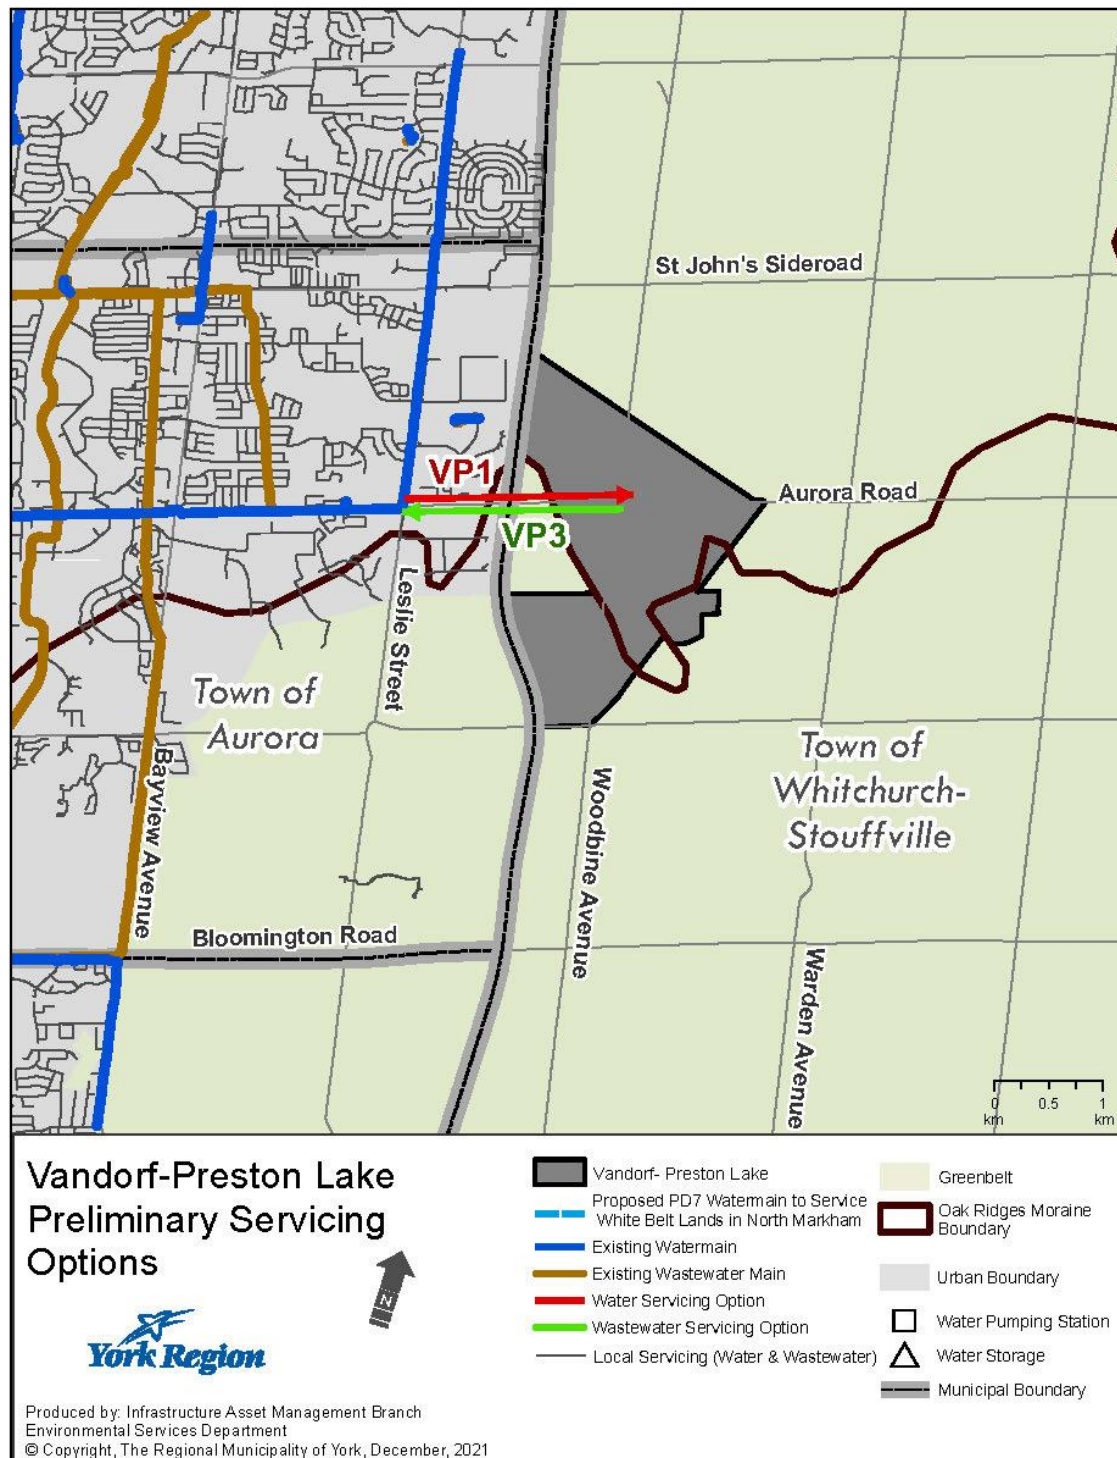 St John's Sideroad
VP1
Aurora Road
VP3
Leslie Street
Town of
Aurora
Bayview Avenue
Woodbine Avenue
Town of
Whitchurch-
Stouffville
Bloomington Road
Warden Avenue
0 0.5 1
km km
Vandorf-Preston Lake
Preliminary Servicing
Options
N
York Region
Produced by: Infrastructure Asset Management Branch
Environmental Services Department
© Copyright, The Regional Municipality of York, December, 2021
Vandorf- Preston Lake
Proposed PD7 Watermain to Service
White Belt Lands in North Markham
Existing Watermain
Existing Wastewater Main
Water Servicing Option
Wastewater Servicing Option
Local Servicing (Water & Wastewater)
Greenbelt
Oak Ridges Moraine
Boundary
Urban Boundary
Water Pumping Station
Water Storage
Municipal Boundary